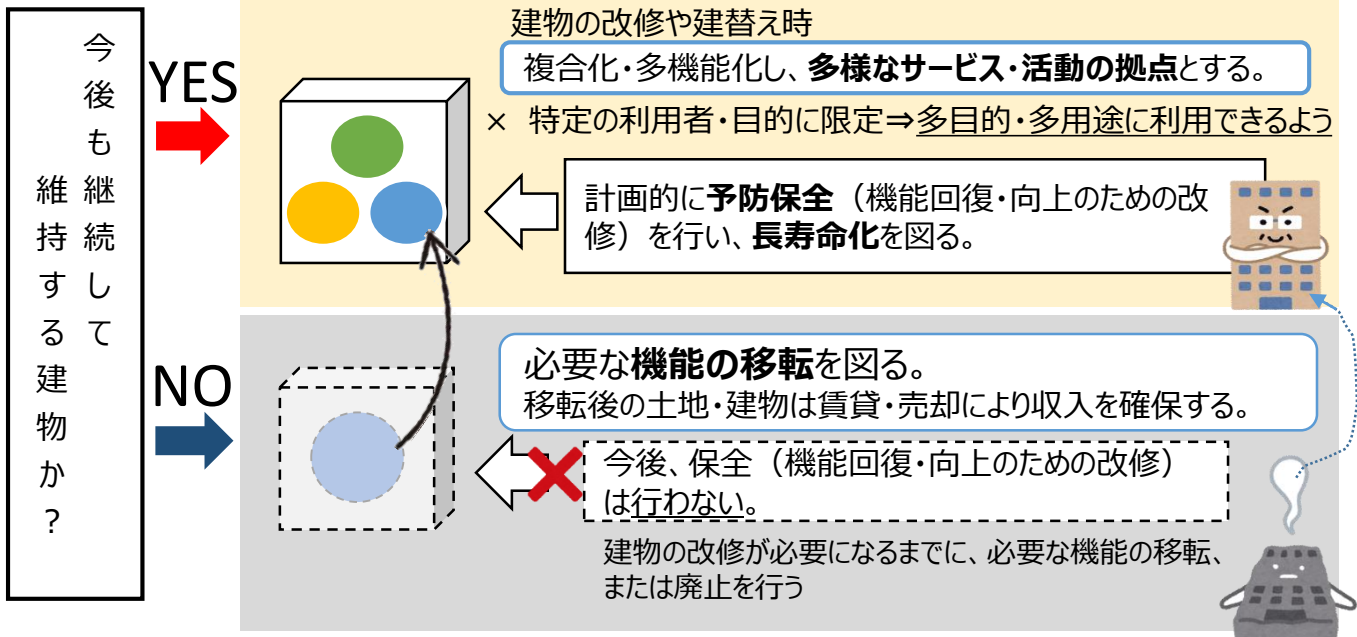 今後も継続して
維持する建物か？
YES
建物の改修や建替え時
複合化・多機能化し、多様なサービス・活動の拠点とする。
× 特定の利用者・目的に限定⇒多目的・多用途に利用できるよう
計画的に予防保全（機能回復・向上のための改
修）を行い、長寿命化を図る。
NO
必要な機能の移転を図る。
移転後の土地・建物は賃貸・売却により収入を確保する。
今後、保全（機能回復・向上のための改修）
は行わない。
建物の改修が必要になるまでに、必要な機能の移転、
または廃止を行う